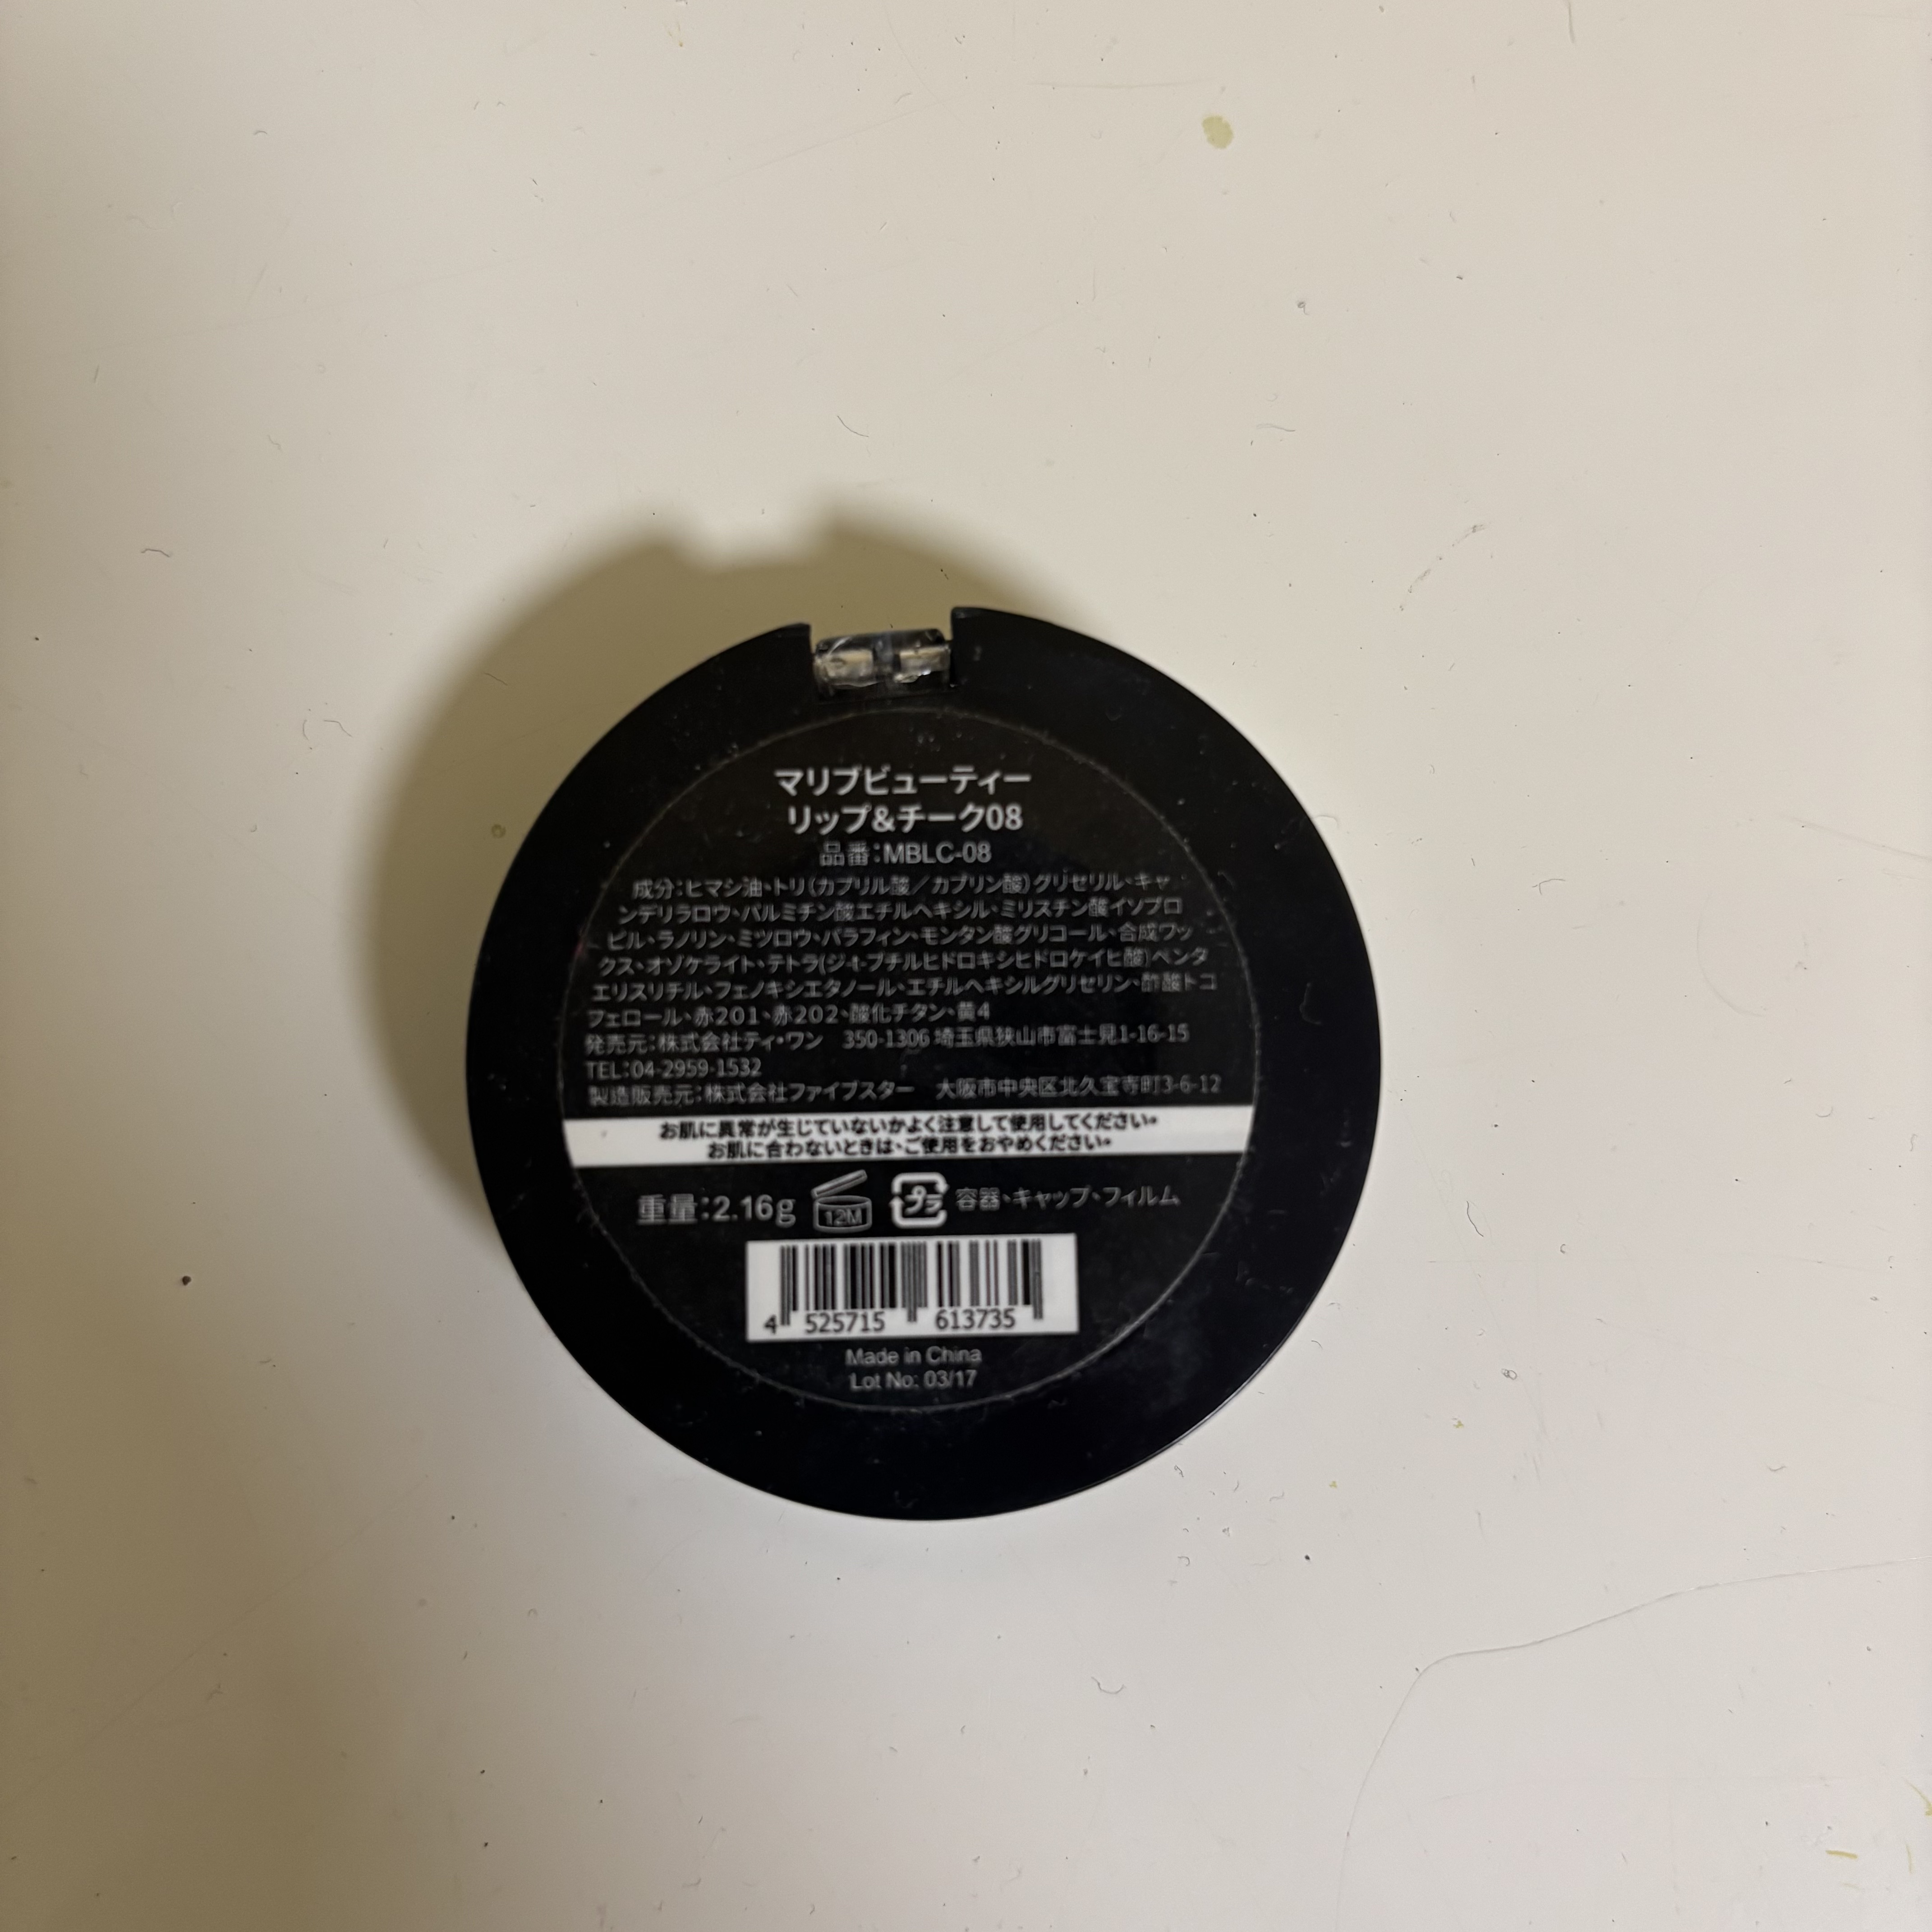 マリブビューティー
リップ&チーク08
品番:MBLC-08
成分:ヒマシ油、トリ(カプリル酸/カプリン酸)グリセリル、キャ
ンデリラロウ、パルミチン酸エチルヘキシル、ミリスチン酸イソプロ
ピル、ラノリン、ミツロウ、パラフィン、モンタン酸グリコール、合成ワッ
クス、オゾケライト、テトラ(ジ-t-ブチルヒドロキシヒドロケイヒ酸)ペンタ
エリスリチル、フェノキシエタノール、エチルヘキシルグリセリン、酢酸トコ
フェロール、赤201、赤202、酸化チタン、黄4
発売元:株式会社ティ・ワン 350-1306 埼玉県狭山市富士見1-16-15
TEL:04-2959-1532
製造販売元:株式会社ファイブスター 大阪市中央区北久宝寺町3-6-12
お肌に異常が生じていないかよく注意して使用してください。
お肌に合わないときは、ご使用をおやめください。
重量:2.16g 12M プラ 容器、キャップ、フィルム
4 525715 613735
Made in China
Lot No: 03/17